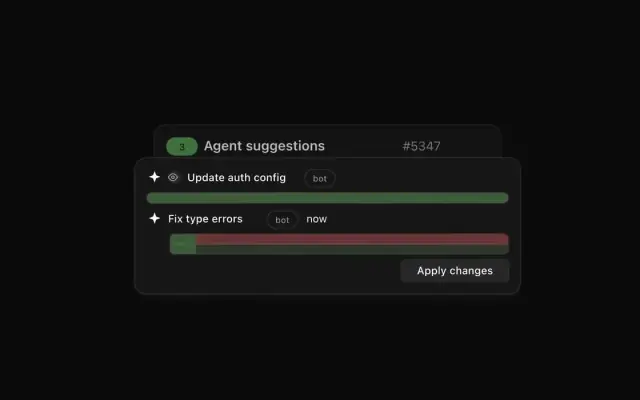 3 Agent suggestions #5347
Update auth config bot
Fix type errors bot now
Apply changes